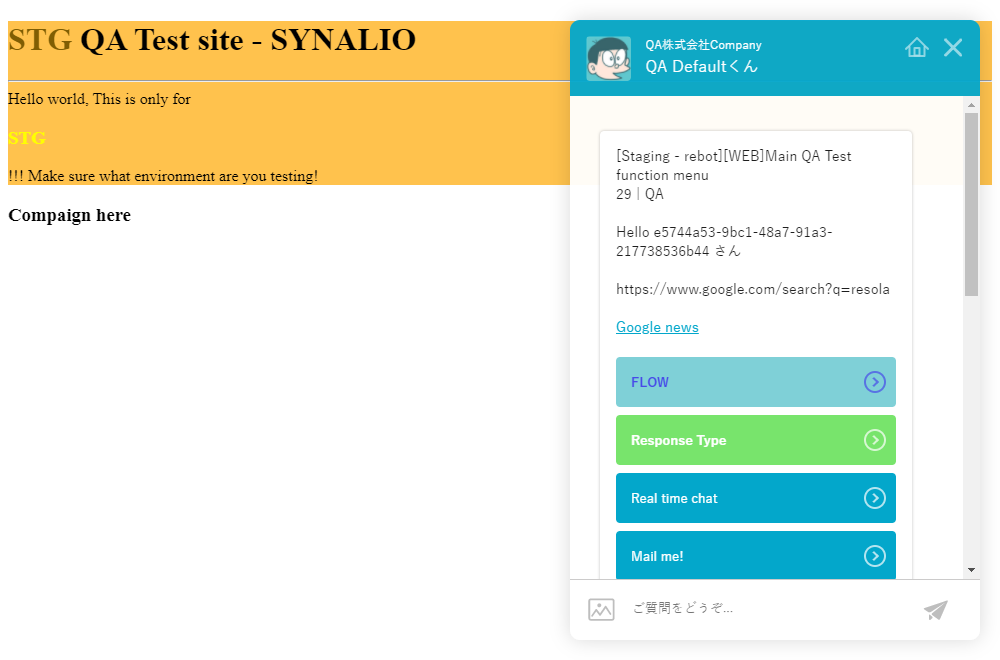 STG QA Test site - SYNALIO
Hello world, This is only for
STG
!!! Make sure what environment are you testing!
Compaign here
QA株式会社Company
QA Defaultくん
[Staging - rebot][WEB]Main QA Test
function menu
29｜QA
Hello e5744a53-9bc1-48a7-91a3-
217738536b44 さん
https://www.google.com/search?q=resola
Google news
FLOW
Response Type
Real time chat
Mail me!
ご質問をどうぞ...